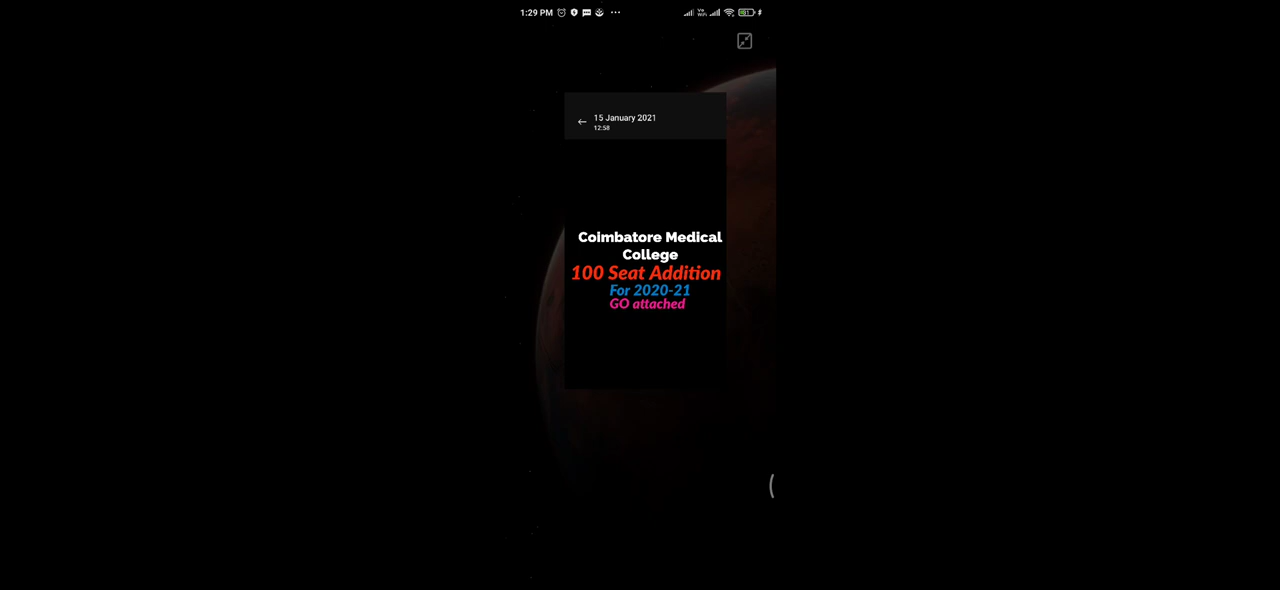 1:29 PM
15 January 2021
12:58
Coimbatore Medical
College
100 Seat Addition
For 2020-21
GO attached